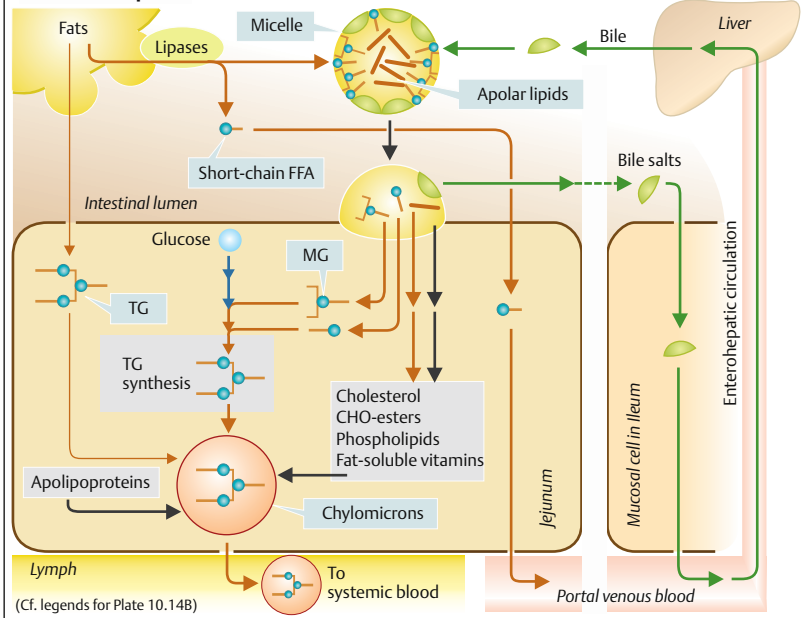 Fats
Lipases
Micelle
Bile
Liver
Apolar lipids
Short-chain FFA
Bile salts
Intestinal lumen
Glucose
MG
TG
TG
synthesis
Cholesterol
CHO-esters
Phospholipids
Fat-soluble vitamins
Apolipoproteins
Chylomicrons
Jejunum
Mucosal cell in Ileum
Enterohepatic circulation
Lymph
To
systemic blood
Portal venous blood
(Cf. legends for Plate 10.14B)